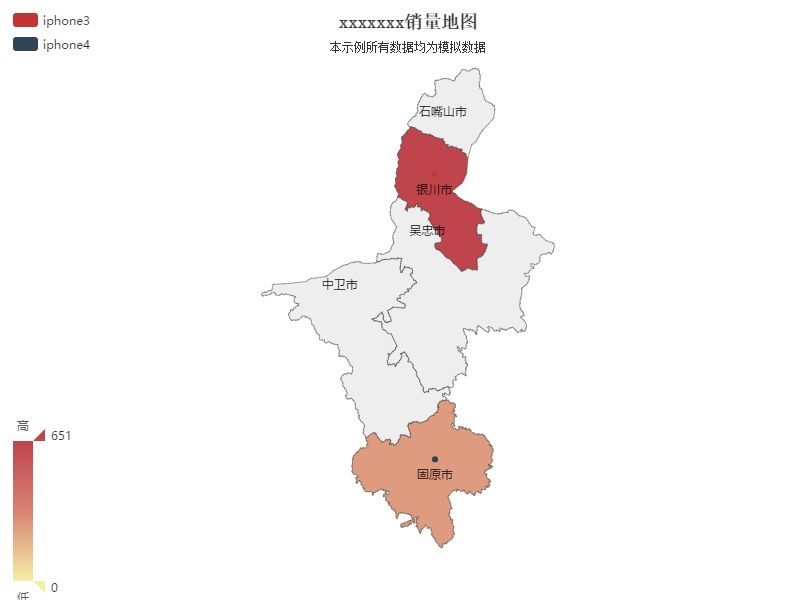 iphone3
iphone4
xxxxxxx销量地图
本示例所有数据均为模拟数据
石嘴山市
银川市
吴忠市
中卫市
固原市
高
651
0
低